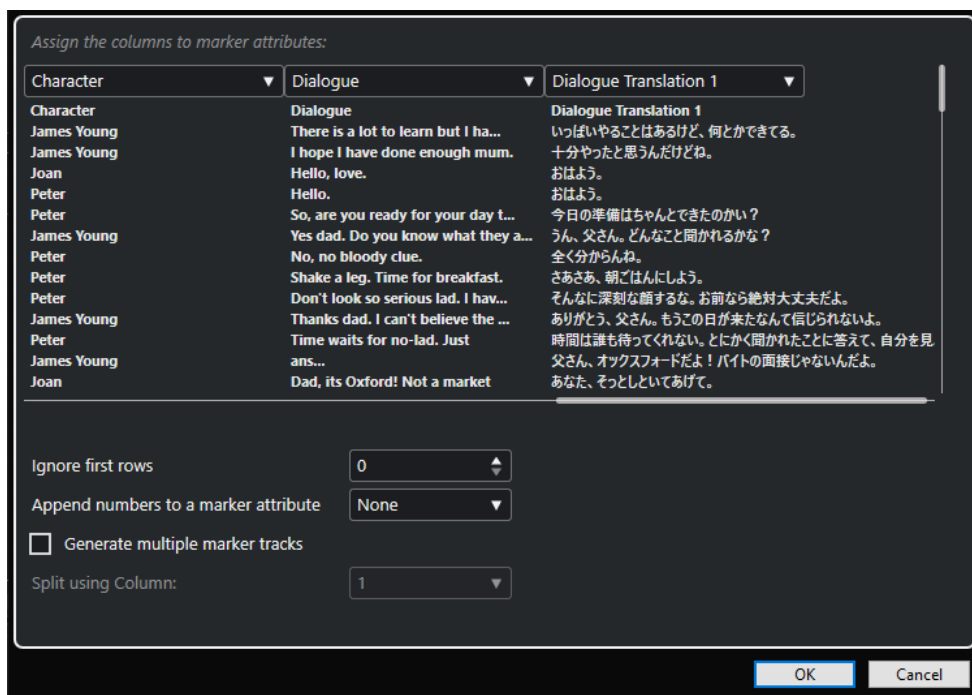 Assign the columns to marker attributes:
Character Dialogue Dialogue Translation 1
Character Dialogue Dialogue Translation 1
James Young There is a lot to learn but I ha... いっぱいやることはあるけど、何とかできてる。
James Young I hope I have done enough mum. 十分やったと思うんだけどね。
Joan Hello, love. おはよう。
Peter Hello. おはよう。
Peter So, are you ready for your day t... 今日の準備はちゃんとできたのかい？
James Young Yes dad. Do you know what they a... うん、父さん。どんなこと聞かれるかな？
Peter No, no bloody clue. 全く分からんね。
Peter Shake a leg. Time for breakfast. さあさあ、朝ごはんにしよう。
Peter Don't look so serious lad. I hav... そんなに深刻な顔するな。お前なら絶対大丈夫だよ。
James Young Thanks dad. I can't believe the ... ありがとう、父さん。もうこの日が来たなんて信じられないよ。
Peter Time waits for no-lad. Just 時間は誰も待ってくれない。とにかく聞かれたことに答えて、自分を見
James Young ans... 父さん、オックスフォードだよ！バイトの面接じゃないんだよ。
Joan Dad, its Oxford! Not a market あなた、そっとしといてあげて。
Ignore first rows 0
Append numbers to a marker attribute None
Generate multiple marker tracks
Split using Column: 1
OK Cancel